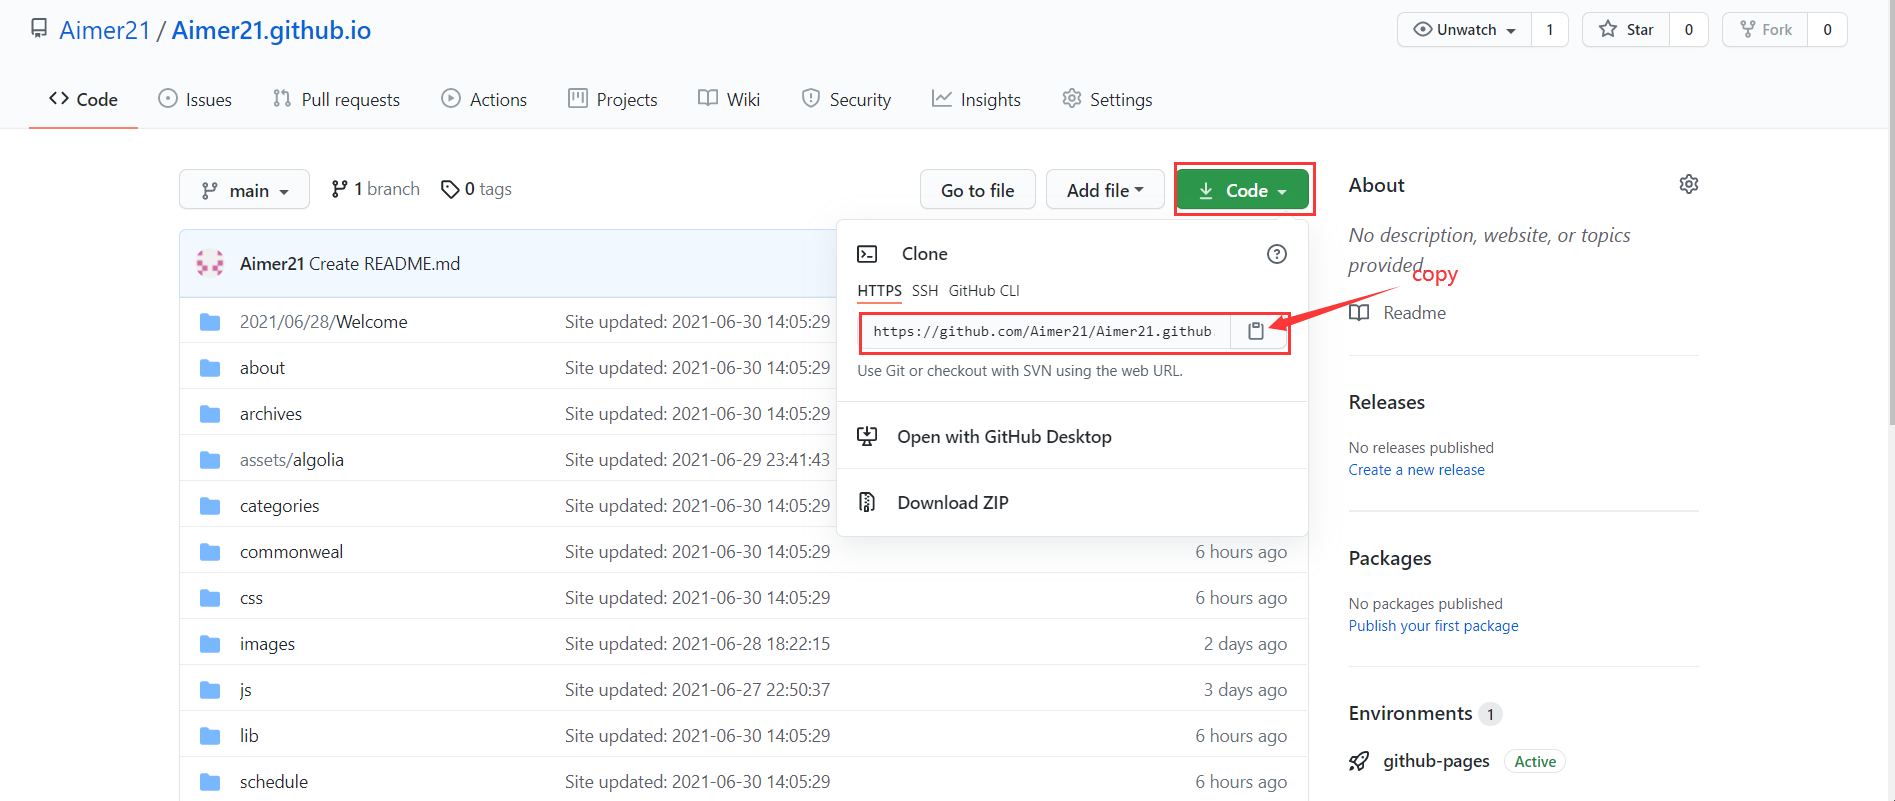 Aimer21 / Aimer21.github.io
Unwatch 1 Star 0 Fork 0
Code Issues Pull requests Actions Projects Wiki Security Insights Settings
main 1 branch 0 tags Go to file Add file Code
Aimer21 Create README.md
2021/06/28/Welcome Site updated: 2021-06-30 14:05:29
about Site updated: 2021-06-30 14:05:29
archives Site updated: 2021-06-30 14:05:29
assets/algolia Site updated: 2021-06-29 23:41:43
categories Site updated: 2021-06-30 14:05:29
commonweal Site updated: 2021-06-30 14:05:29 6 hours ago
css Site updated: 2021-06-30 14:05:29 6 hours ago
images Site updated: 2021-06-28 18:22:15 2 days ago
js Site updated: 2021-06-27 22:50:37 3 days ago
lib Site updated: 2021-06-30 14:05:29 6 hours ago
schedule Site updated: 2021-06-30 14:05:29 6 hours ago
Clone
HTTPS SSH GitHub CLI
https://github.com/Aimer21/Aimer21.github
Use Git or checkout with SVN using the web URL.
Open with GitHub Desktop
Download ZIP
copy
About
No description, website, or topics
provided.
Readme
Releases
No releases published
Create a new release
Packages
No packages published
Publish your first package
Environments 1
github-pages Active